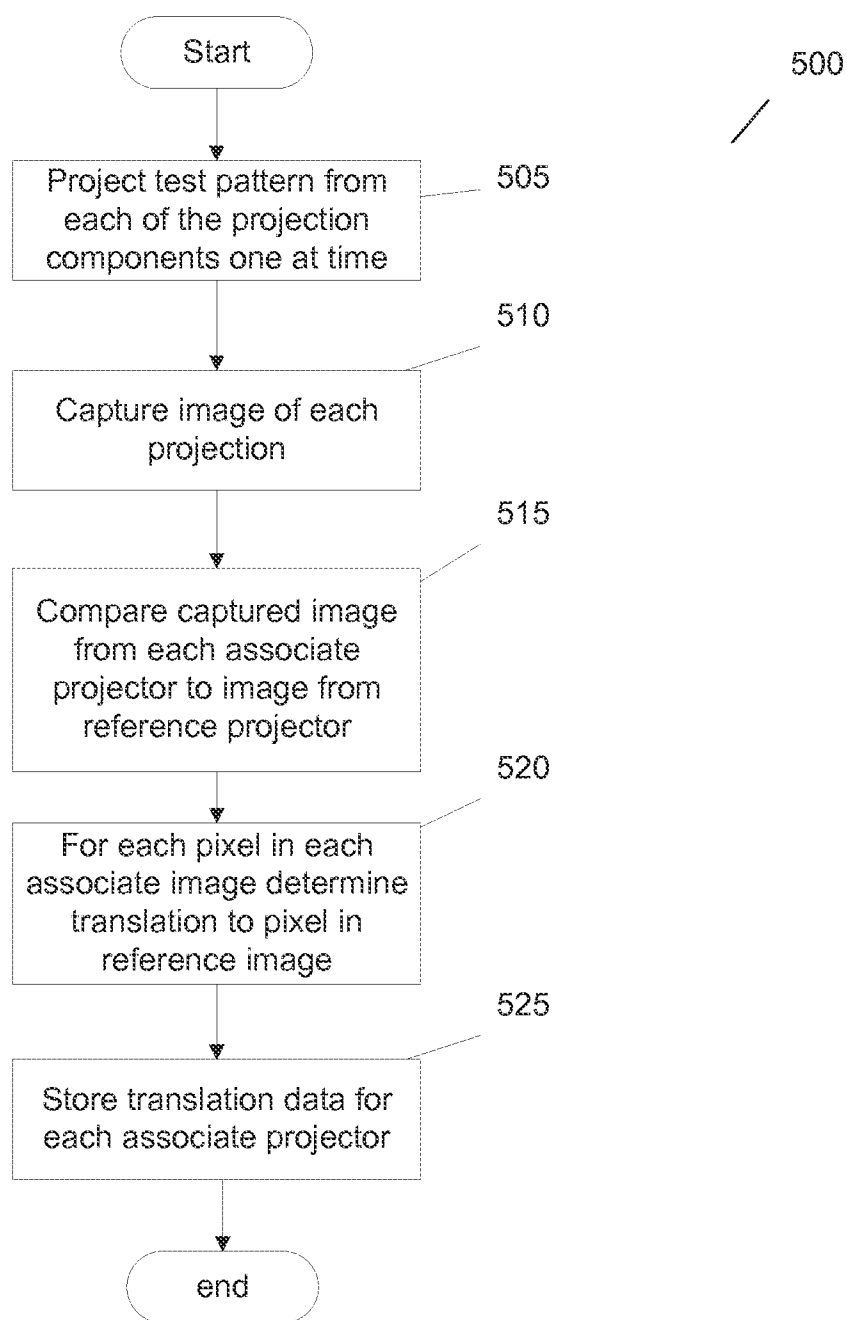 Start
500
Project test pattern from
each of the projection
components one at time
505
510
Capture image of each
projection
515
Compare captured image
from each associate
projector to image from
reference projector
520
For each pixel in each
associate image determine
translation to pixel in
reference image
525
Store translation data for
each associate projector
end